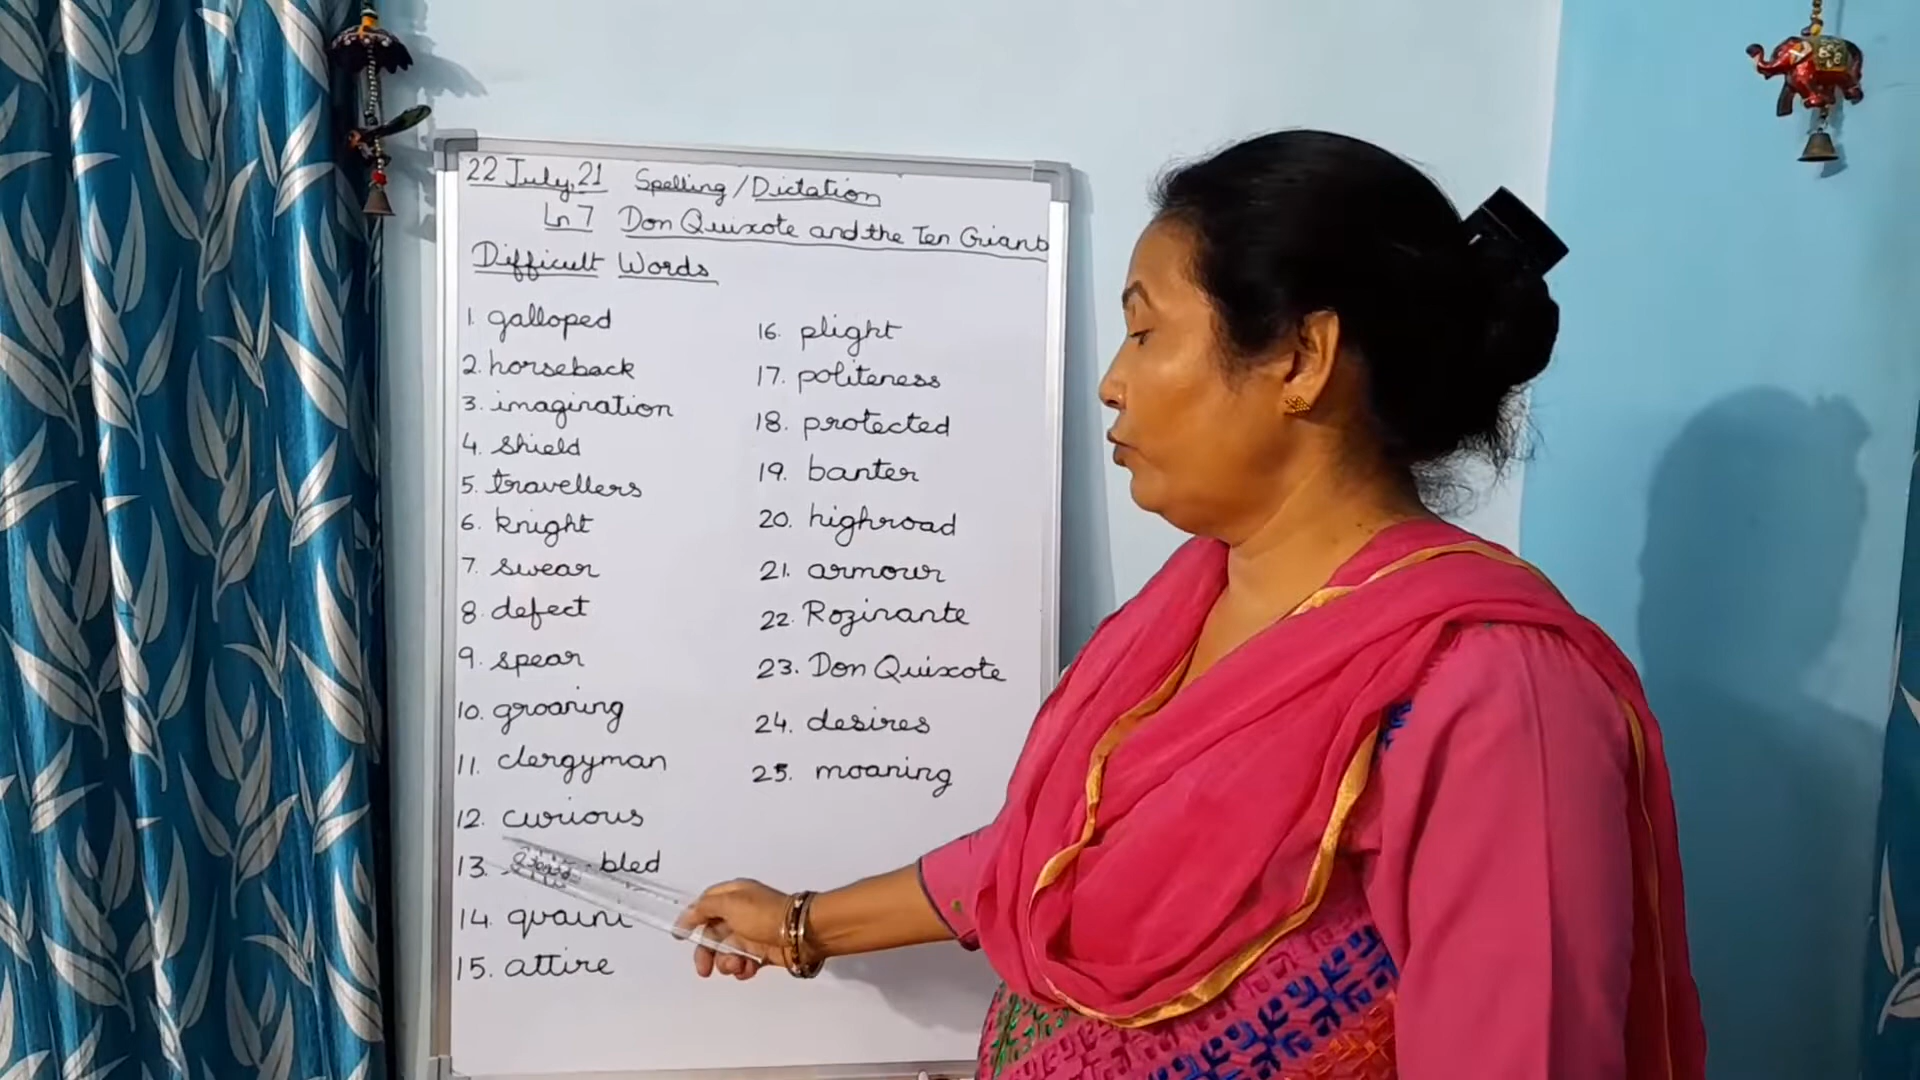 22 July, 21 Spelling / Dictation
Ln 7 Don Quixote and the Ten Giants
Difficult Words
1. galloped
2. horseback
3. imagination
4. shield
5. travellers
6. knight
7. swear
8. defect
9. spear
10. groaning
11. clergyman
12. curious
13. bled
14. quaint
15. attire
16. plight
17. politeness
18. protected
19. banter
20. highroad
21. armour
22. Rozinante
23. Don Quixote
24. desires
25. moaning